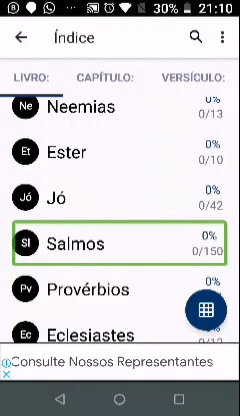 30% 21:10
Índice
LIVRO: CAPÍTULO: VERSÍCULO:
Ne Neemias 0% 0/13
Et Ester 0% 0/10
Jó Jó 0% 0/42
Sl Salmos 0% 0/150
Pv Provérbios 0%
Ec Eclesiastes 0/12
Consulte Nossos Representantes